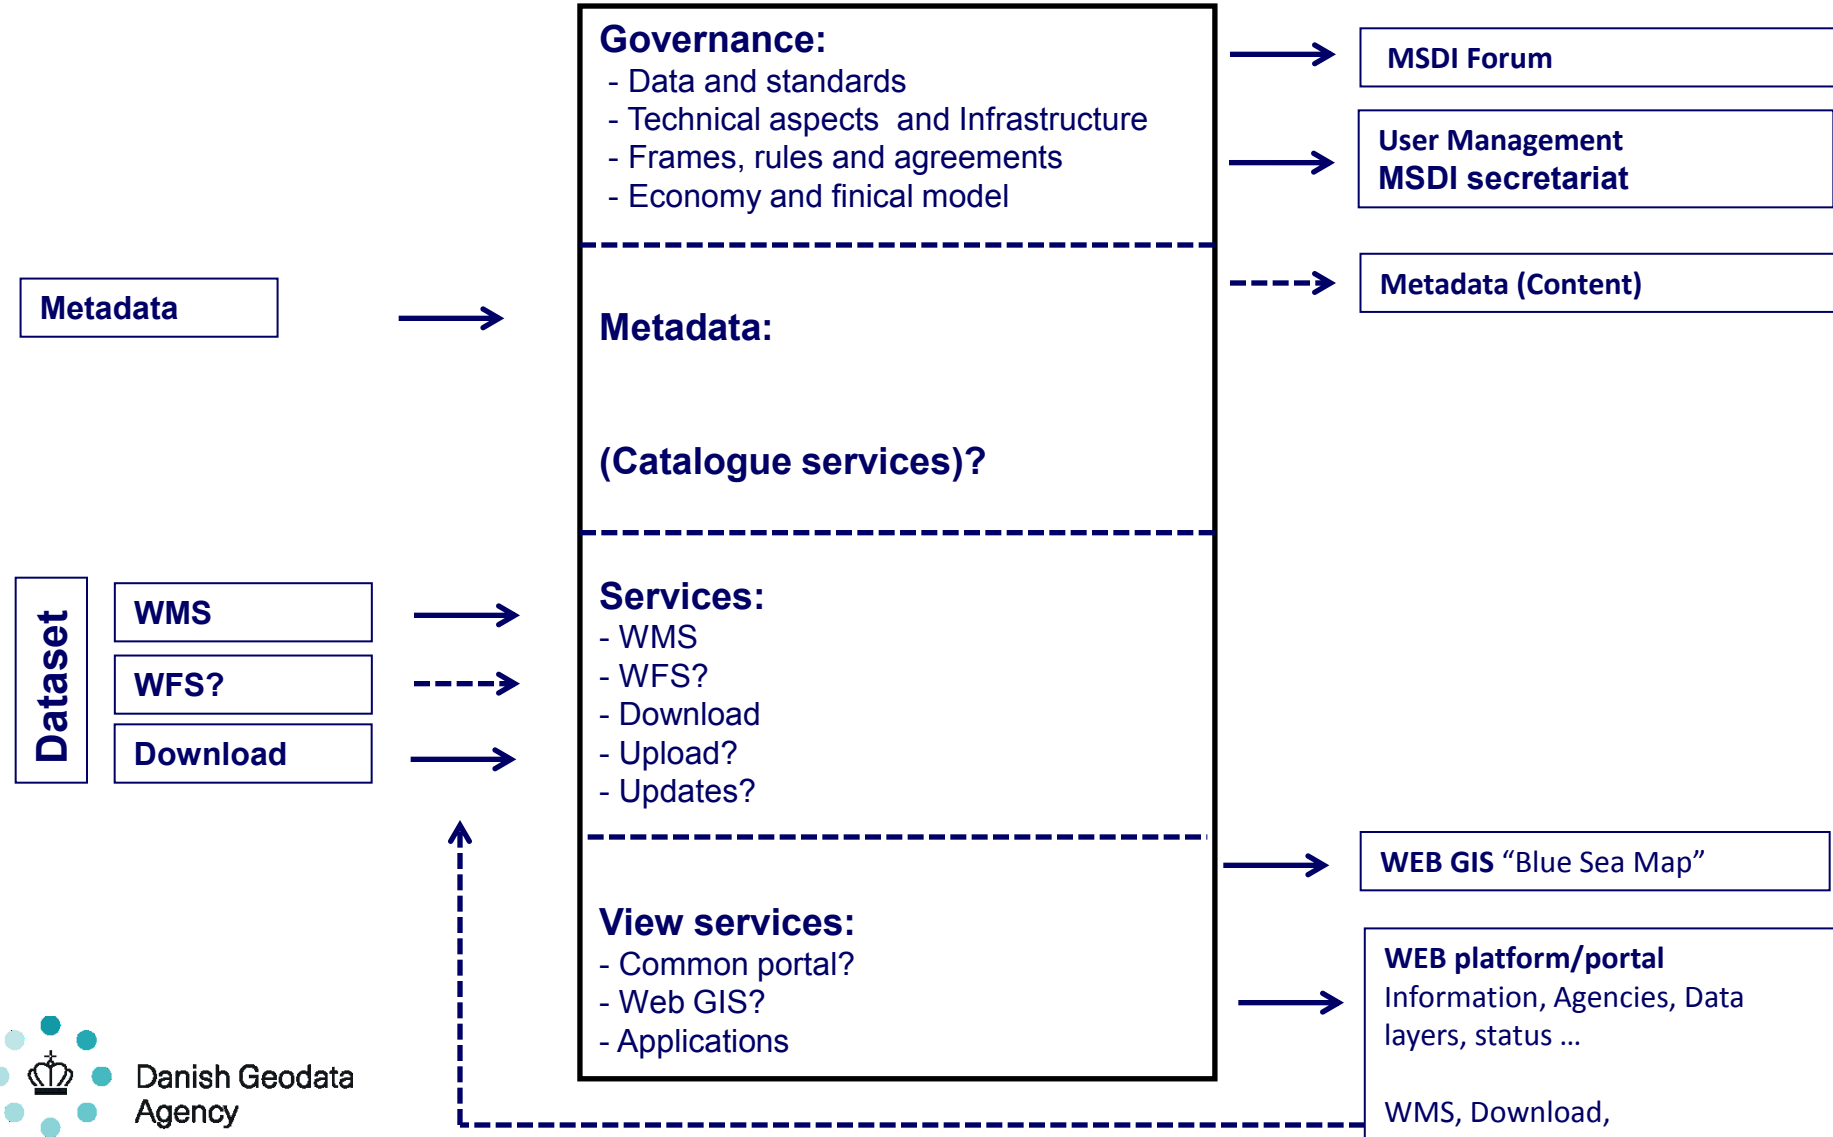 Governance:
- Data and standards
- Technical aspects and Infrastructure
- Frames, rules and agreements
- Economy and finical model
MSDI Forum
User Management
MSDI secretariat
Metadata
Metadata:
(Catalogue services)?
Metadata (Content)
Dataset
WMS
WFS?
Download
Services:
- WMS
- WFS?
- Download
- Upload?
- Updates?
View services:
- Common portal?
- Web GIS?
- Applications
WEB GIS “Blue Sea Map”
WEB platform/portal
Information, Agencies, Data
layers, status ...
WMS, Download,
Danish Geodata
Agency